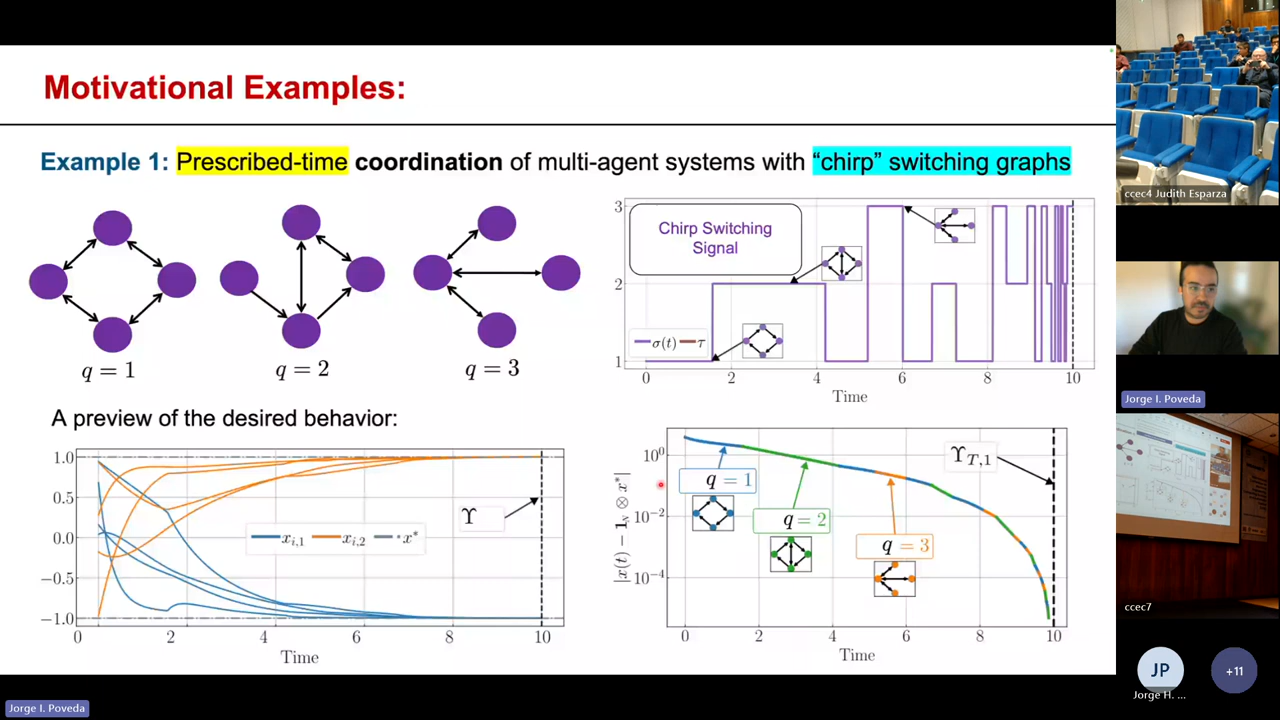 Motivational Examples:
Example 1: Prescribed-time coordination of multi-agent systems with “chirp” switching graphs
q = 1
q = 2
q = 3
Chirp Switching
Signal
3
2
1
σ(t) τ
0 2 4 6 8 10
Time
A preview of the desired behavior:
1.0
0.5
0.0
−0.5
−1.0
x_{i,1} x_{i,2} x*
ϒ
0 2 4 6 8 10
Time
|x(t) − 1_N ⊗ x*|
10^0
10^{-2}
10^{-4}
q = 1
q = 2
q = 3
ϒ_{T,1}
0 2 4 6 8 10
Time
ccec4 Judith Esparza
Jorge I. Poveda
ccec7
JP
+11
Jorge H. ...
Jorge I. Poveda